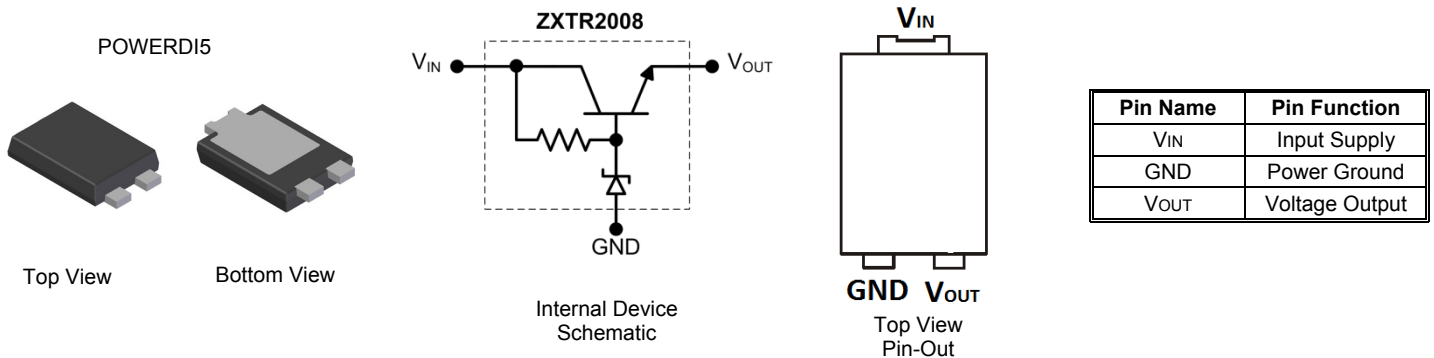 POWERDI5
Top View
Bottom View
ZXTR2008
VIN
VOUT
GND
Internal Device
Schematic
VIN
GND VOUT
Top View
Pin-Out
Pin Name Pin Function
VIN Input Supply
GND Power Ground
VOUT Voltage Output